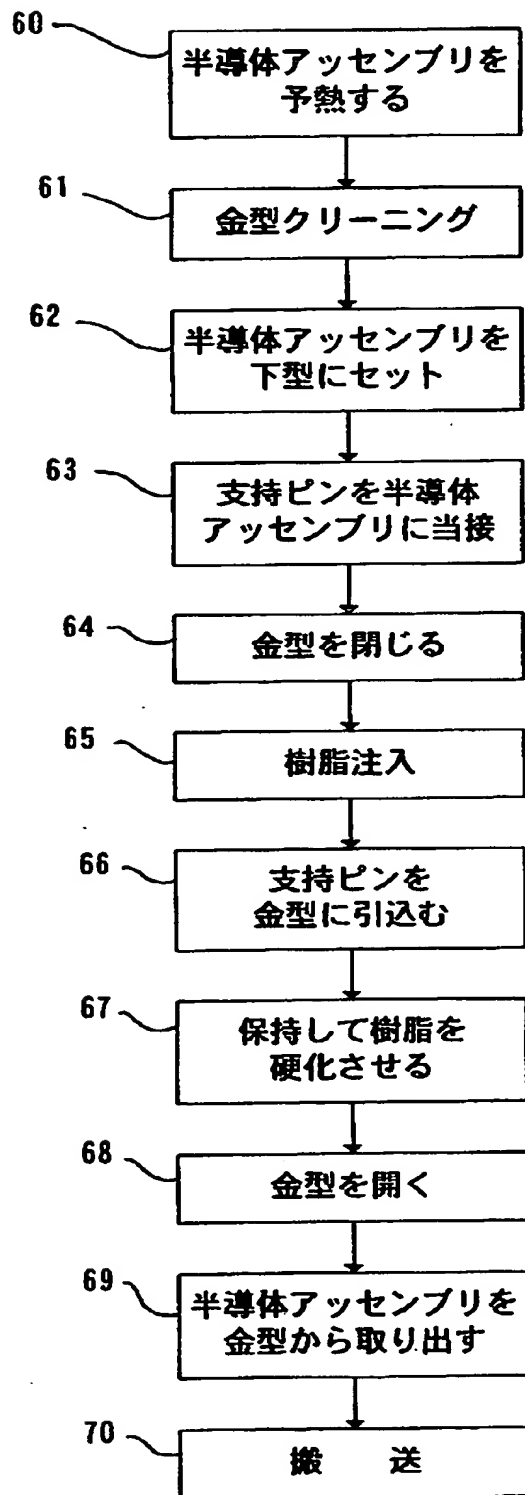 60
半導体アッセンブリを
予熱する
61
金型クリーニング
62
半導体アッセンブリを
下型にセット
63
支持ピンを半導体
アッセンブリに当接
64
金型を閉じる
65
樹脂注入
66
支持ピンを
金型に引込む
67
保持して樹脂を
硬化させる
68
金型を開く
69
半導体アッセンブリを
金型から取り出す
70
搬 送